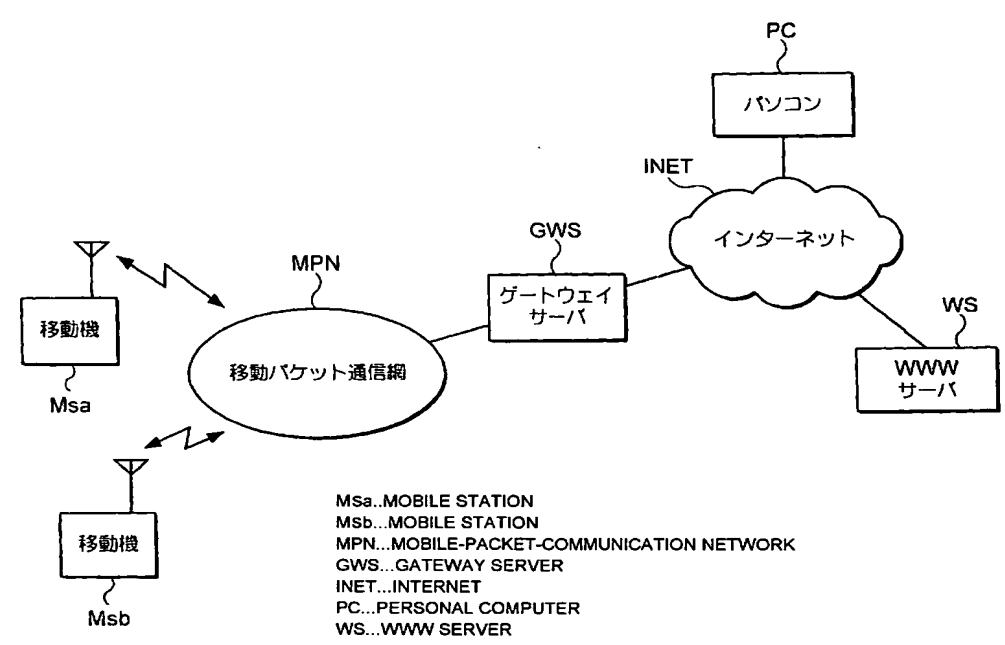 PC
パソコン
INET
インターネット
GWS
ゲートウェイ
サーバ
MPN
移動パケット通信網
移動機
Msa
WS
WWW
サーバ
移動機
Msb
Msa..MOBILE STATION
Msb...MOBILE STATION
MPN...MOBILE-PACKET-COMMUNICATION NETWORK
GWS...GATEWAY SERVER
INET...INTERNET
PC...PERSONAL COMPUTER
WS...WWW SERVER